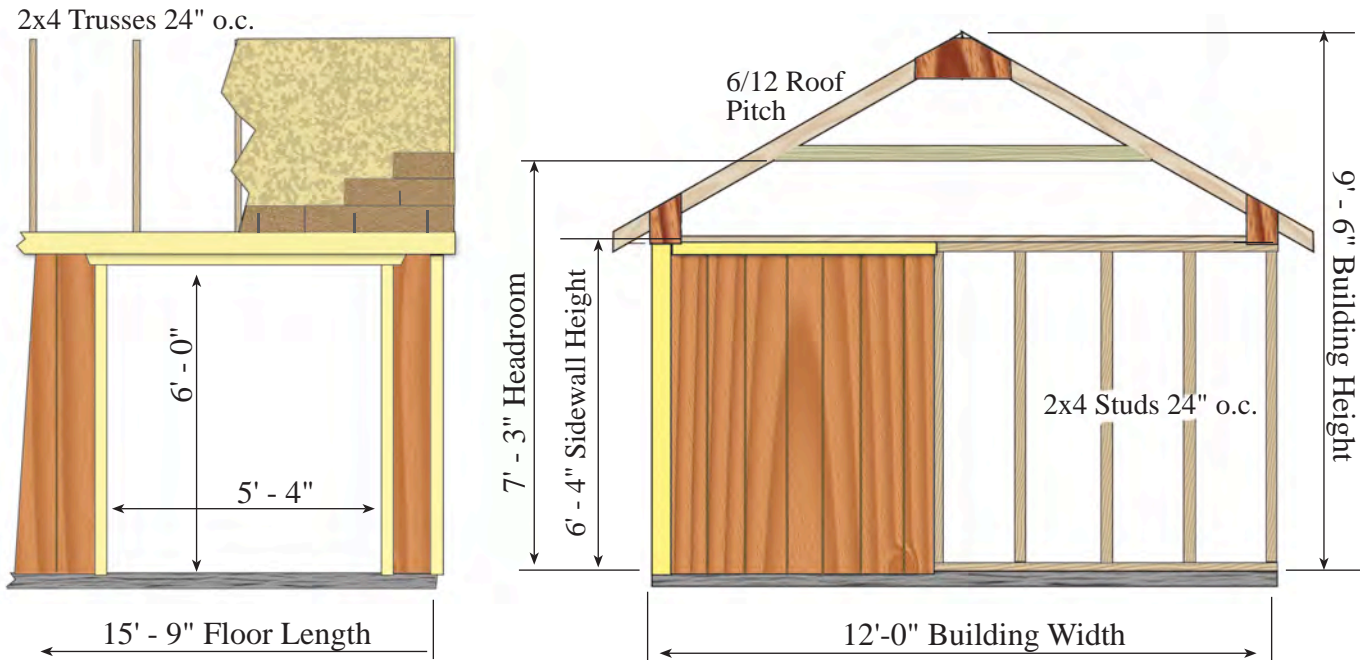 2x4 Trusses 24" o.c.
6' - 0"
5' - 4"
15' - 9" Floor Length
6/12 Roof
Pitch
7' - 3" Headroom
6' - 4" Sidewall Height
2x4 Studs 24" o.c.
9' - 6" Building Height
12'-0" Building Width